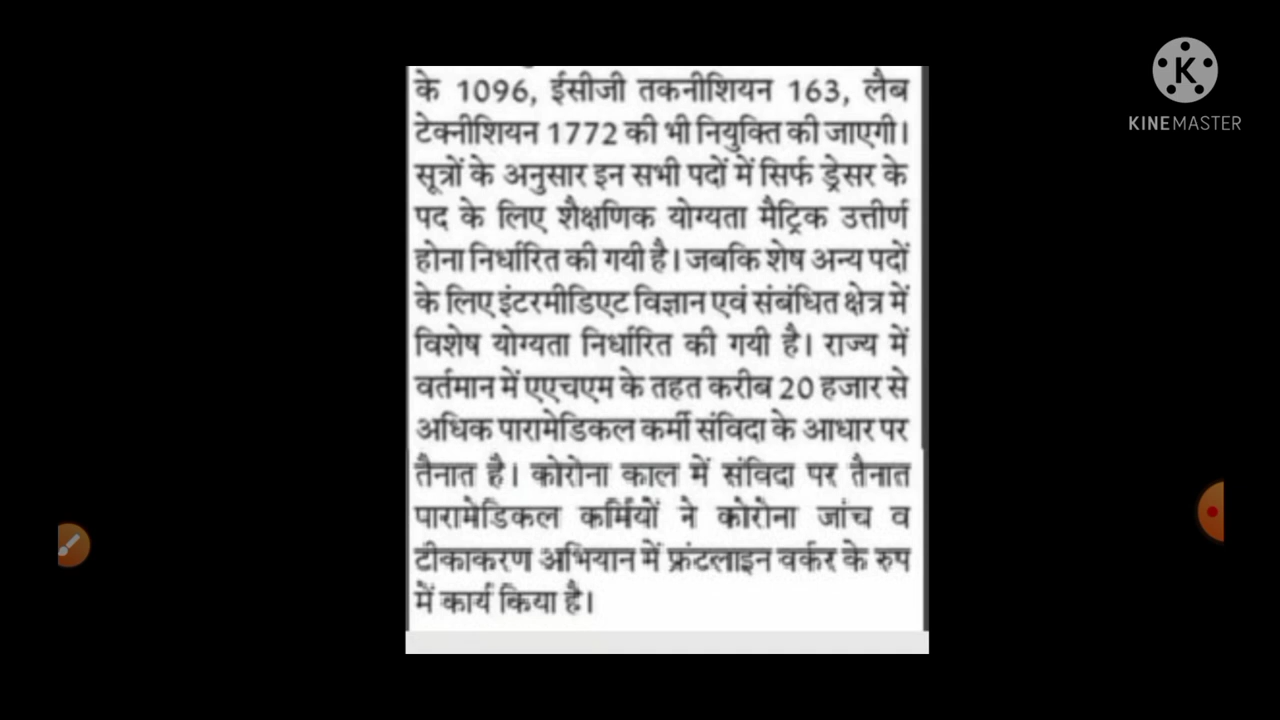 के 1096, ईसीजी तकनीशियन 163, लैब
टेक्नीशियन 1772 की भी नियुक्ति की जाएगी।
सूत्रों के अनुसार इन सभी पदों में सिर्फ ड्रेसर के
पद के लिए शैक्षणिक योग्यता मैट्रिक उत्तीर्ण
होना निर्धारित की गयी है। जबकि शेष अन्य पदों
के लिए इंटरमीडिएट विज्ञान एवं संबंधित क्षेत्र में
विशेष योग्यता निर्धारित की गयी है। राज्य में
वर्तमान में एएचएम के तहत करीब 20 हजार से
अधिक पारामेडिकल कर्मी संविदा के आधार पर
तैनात है। कोरोना काल में संविदा पर तैनात
पारामेडिकल कर्मियों ने कोरोना जांच व
टीकाकरण अभियान में फ्रंटलाइन वर्कर के रुप
में कार्य किया है।
K
KINEMASTER